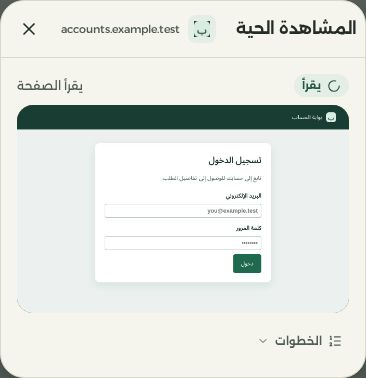 المشاهدة الحية
ب
accounts.example.test
يقرأ
يقرأ الصفحة
بوابة الحساب
تسجيل الدخول
تابع إلى حسابك للوصول إلى تفاصيل الطلب.
البريد الإلكتروني
you@example.test
كلمة المرور
••••••••
دخول
الخطوات